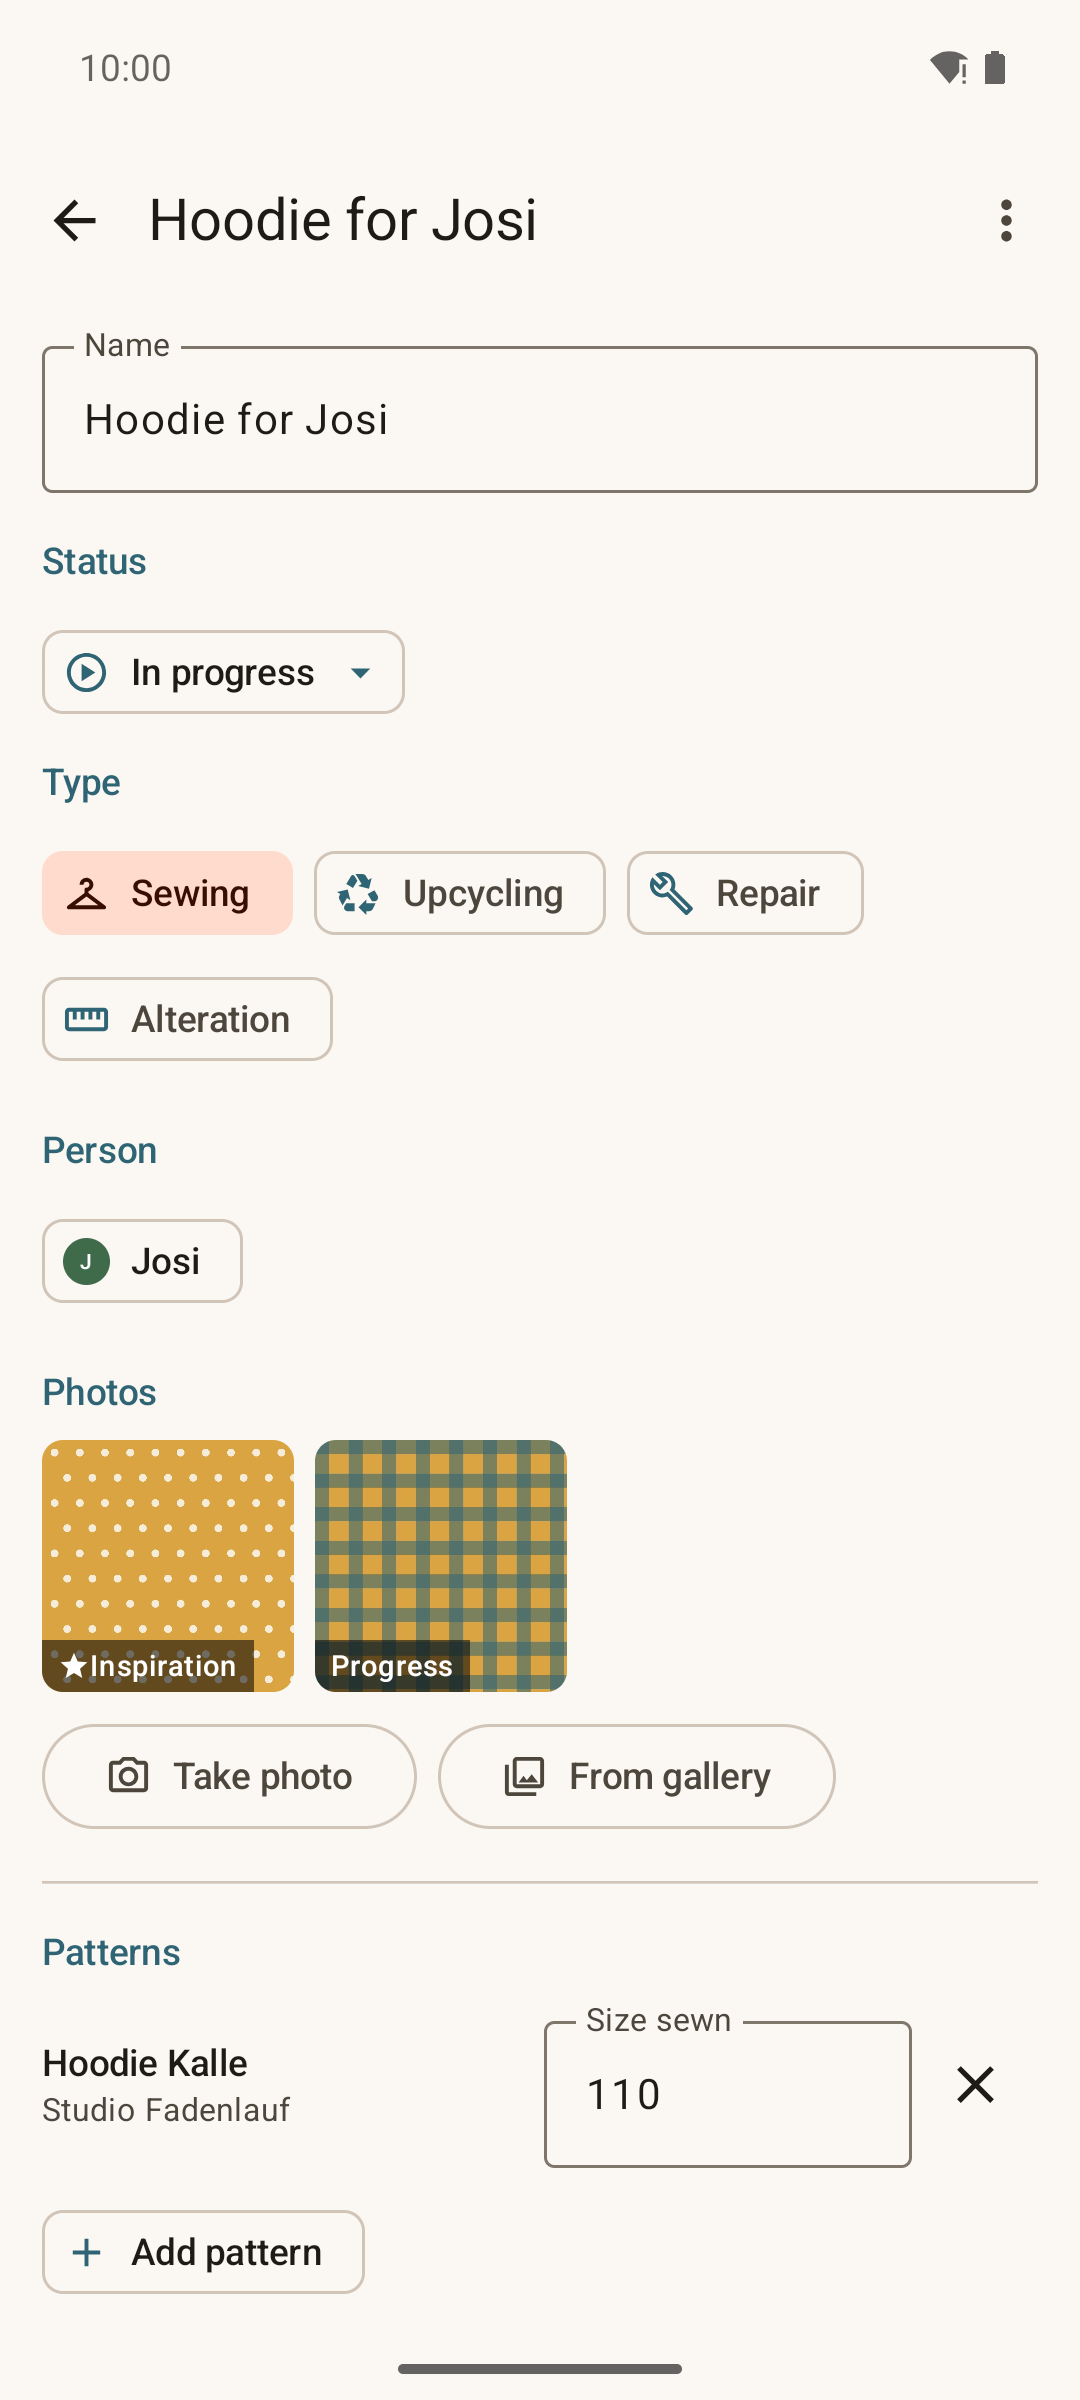 10:00
Hoodie for Josi
Name
Hoodie for Josi
Status
In progress
Type
Sewing
Upcycling
Repair
Alteration
Person
J
Josi
Photos
Inspiration
Progress
Take photo
From gallery
Patterns
Size sewn
Hoodie Kalle
110
Studio Fadenlauf
Add pattern